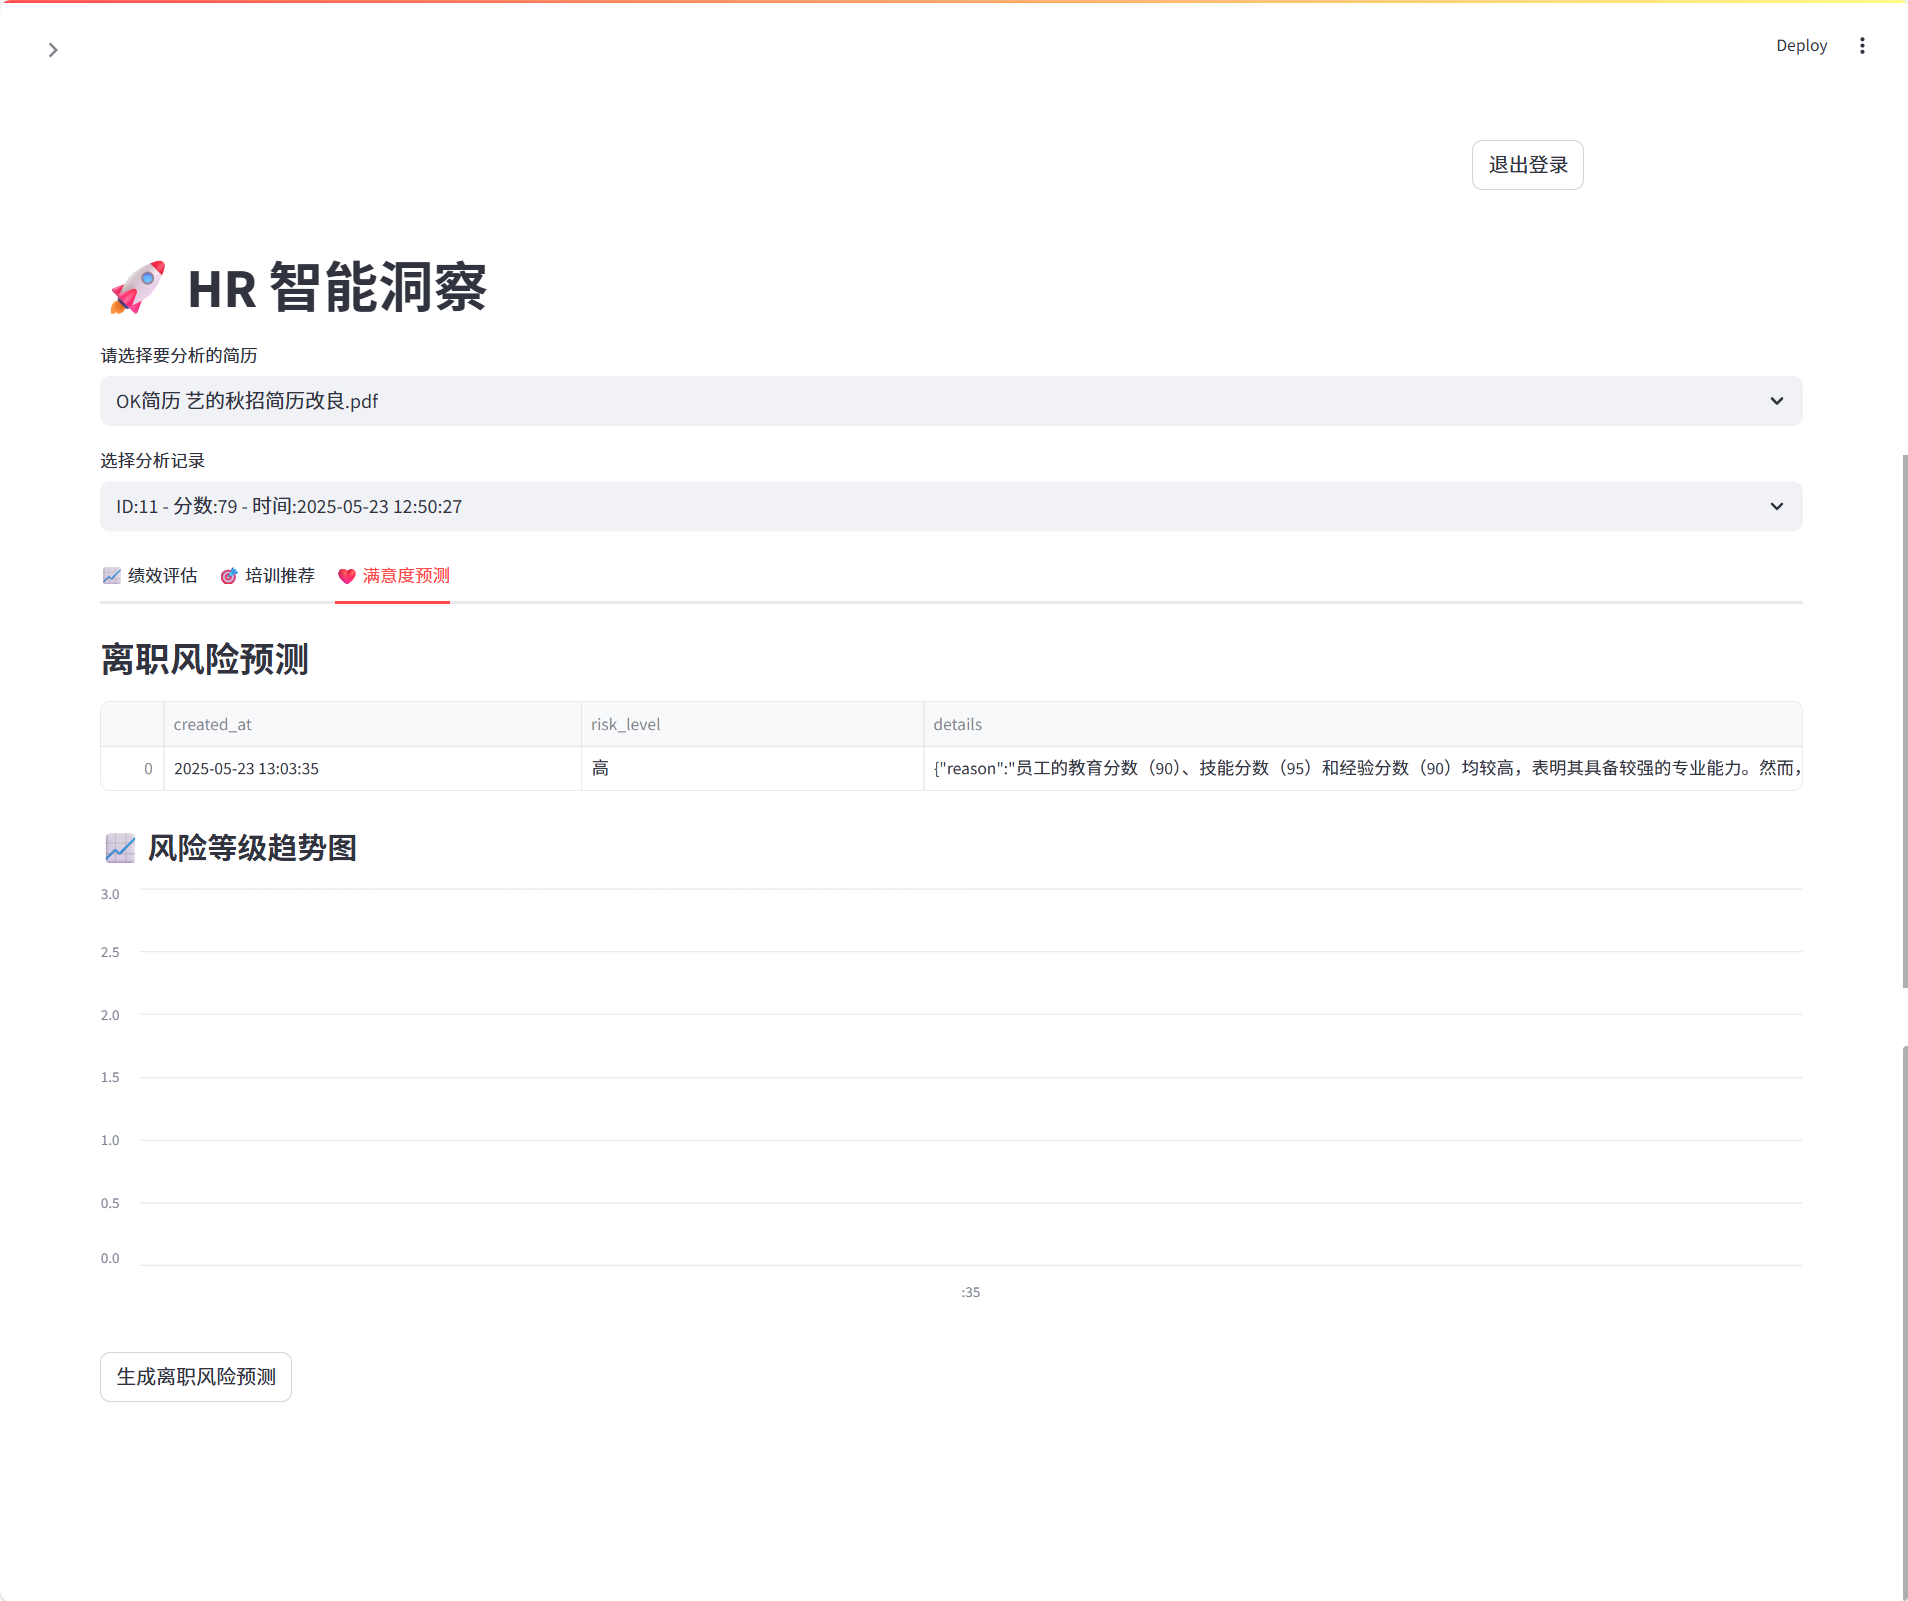 Deploy
退出登录
HR 智能洞察
请选择要分析的简历
OK简历 艺的秋招简历改良.pdf
选择分析记录
ID:11 - 分数:79 - 时间:2025-05-23 12:50:27
绩效评估 培训推荐 满意度预测
离职风险预测
created_at risk_level details
0 2025-05-23 13:03:35 高 {"reason":"员工的教育分数（90）、技能分数（95）和经验分数（90）均较高，表明其具备较强的专业能力。然而，
风险等级趋势图
3.0
2.5
2.0
1.5
1.0
0.5
0.0
:35
生成离职风险预测